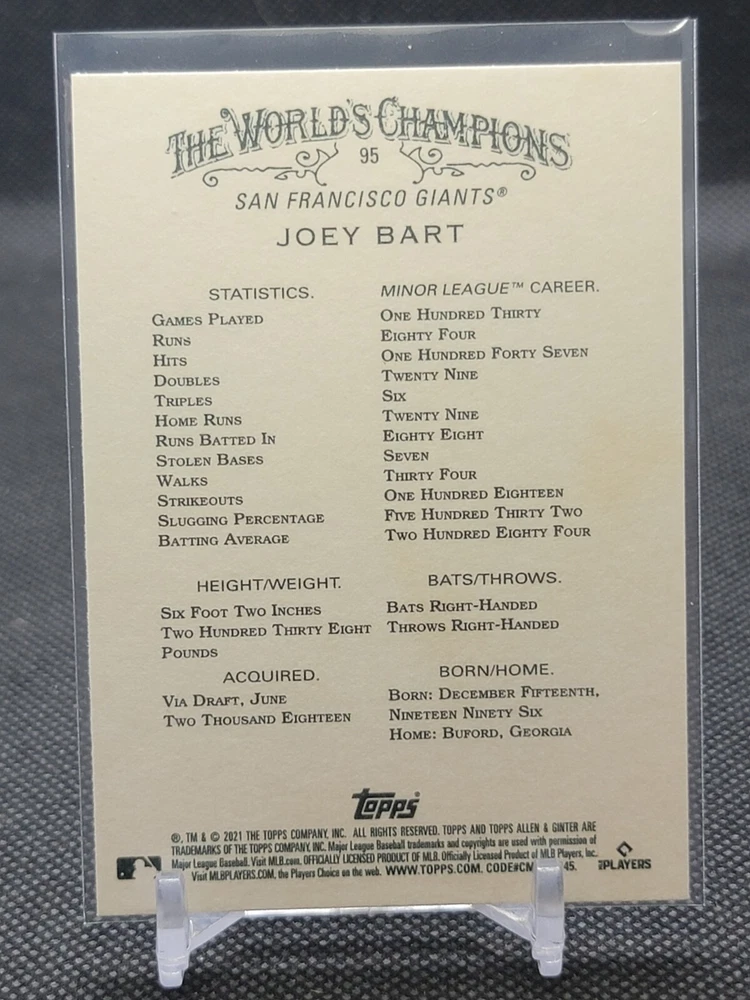 THE WORLD'S CHAMPIONS
95
SAN FRANCISCO GIANTS®
JOEY BART
STATISTICS.
GAMES PLAYED
RUNS
HITS
DOUBLES
TRIPLES
HOME RUNS
RUNS BATTED IN
STOLEN BASES
WALKS
STRIKEOUTS
SLUGGING PERCENTAGE
BATTING AVERAGE
MINOR LEAGUE™ CAREER.
ONE HUNDRED THIRTY
EIGHTY FOUR
ONE HUNDRED FORTY SEVEN
TWENTY NINE
SIX
TWENTY NINE
EIGHTY EIGHT
SEVEN
THIRTY FOUR
ONE HUNDRED EIGHTEEN
FIVE HUNDRED THIRTY TWO
TWO HUNDRED EIGHTY FOUR
HEIGHT/WEIGHT.
SIX FOOT TWO INCHES
TWO HUNDRED THIRTY EIGHT
POUNDS
BATS/THROWS.
BATS RIGHT-HANDED
THROWS RIGHT-HANDED
ACQUIRED.
VIA DRAFT, JUNE
TWO THOUSAND EIGHTEEN
BORN/HOME.
BORN: DECEMBER FIFTEENTH,
NINETEEN NINETY SIX
HOME: BUFORD, GEORGIA
Topps®
®, TM & © 2021 THE TOPPS COMPANY, INC. ALL RIGHTS RESERVED. TOPPS AND TOPPS ALLEN & GINTER ARE
TRADEMARKS OF THE TOPPS COMPANY, INC. Major League Baseball trademarks and copyrights are used with permission of
Major League Baseball. Visit MLB.com. OFFICIALLY LICENSED PRODUCT OF MLB. Officially Licensed Product of MLB Players, Inc.
Visit MLBPLAYERS.COM, the Players Choice on the web. WWW.TOPPS.COM. CODE#CM 45.
PLAYERS